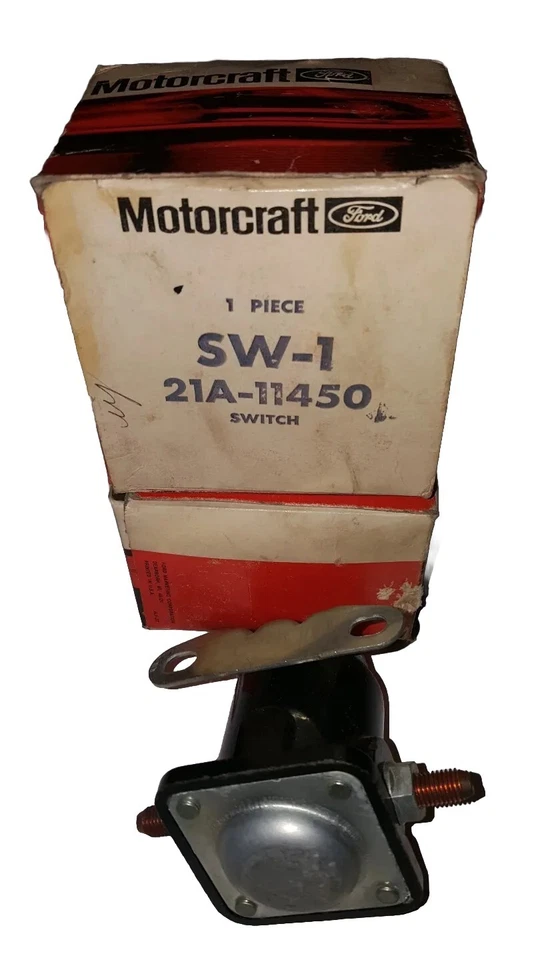 Motorcraft Ford
Motorcraft Ford
1 PIECE
SW-1
21A-11450
SWITCH